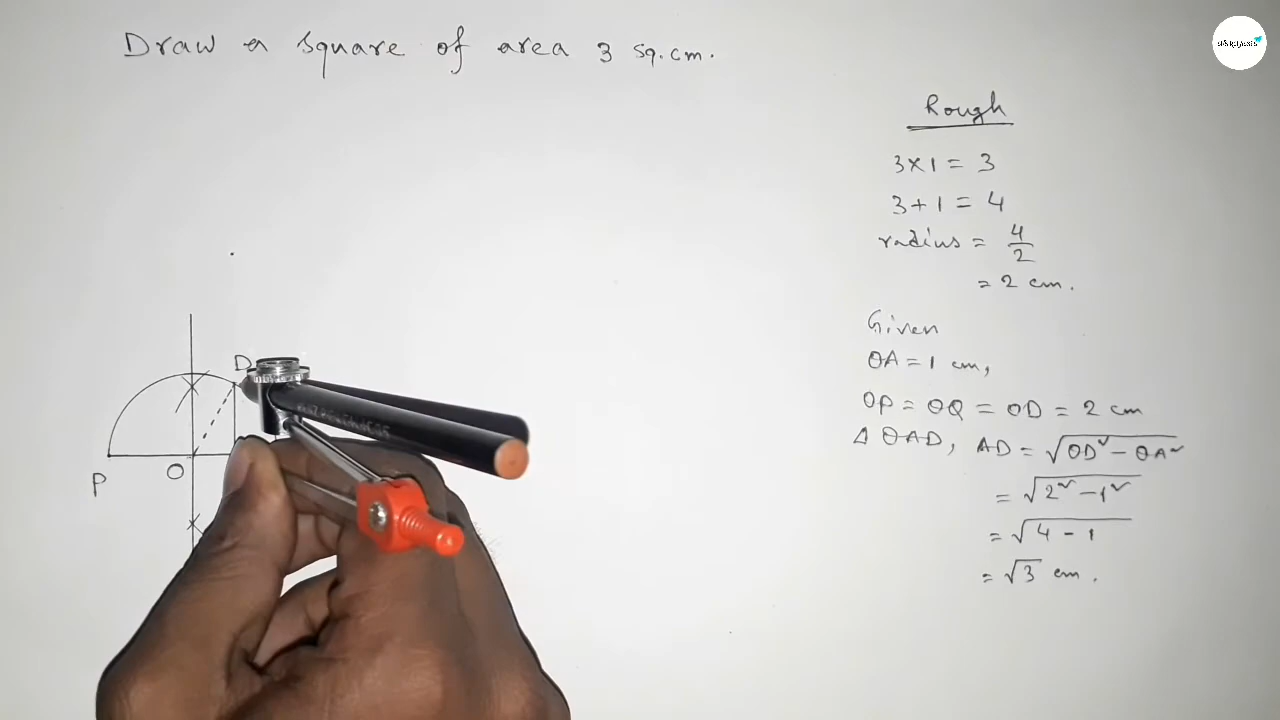 Draw a square of area 3 sq.cm.
Rough
3×1 = 3
3+1 = 4
radius = 4/2
= 2 cm.
Given
OA = 1 cm,
OP = OQ = OD = 2 cm
Δ OAD, AD = √OD² - OA²
= √2² - 1²
= √4 - 1
= √3 cm.
D
P
O